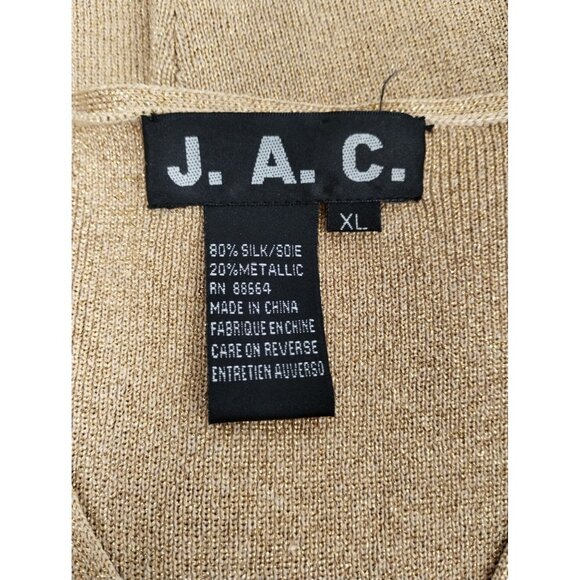 J. A. C.
XL
80% SILK/SOIE
20% METALLIC
RN 88664
MADE IN CHINA
FABRIQUE EN CHINE
CARE ON REVERSE
ENTRETIEN AUVERSO